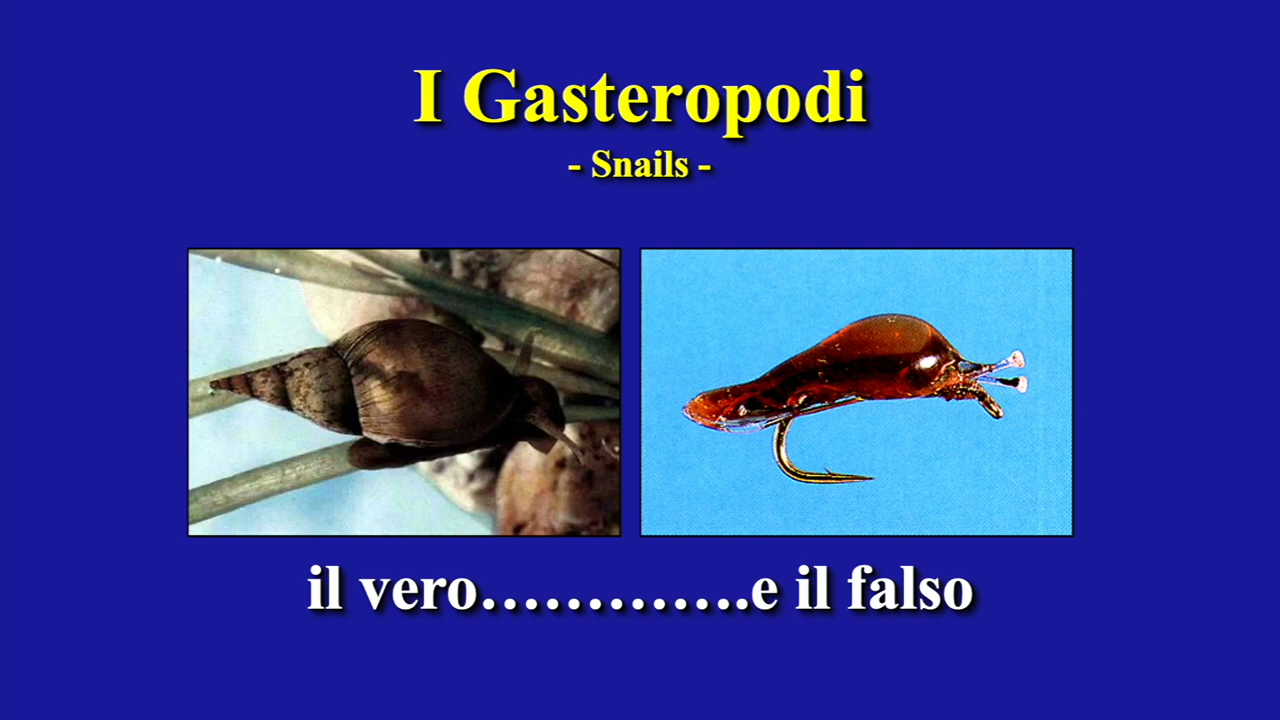 I Gasteropodi
- Snails -
il vero………….e il falso